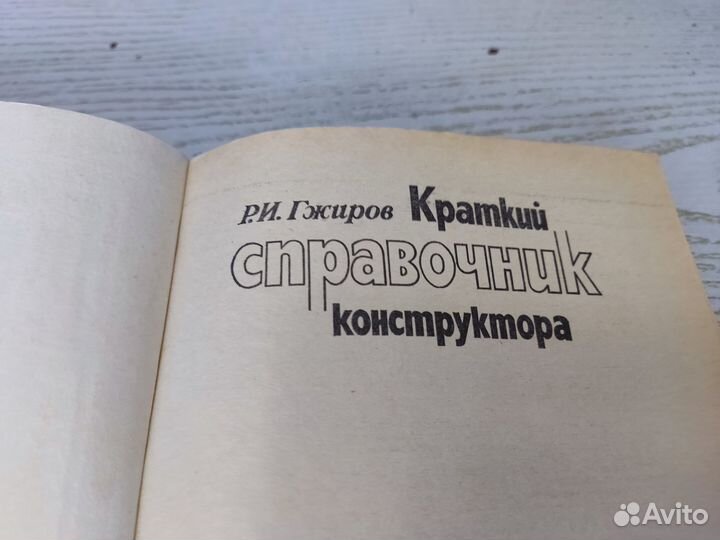 Р.И. Гжиров Краткий
справочник
конструктора
Avito